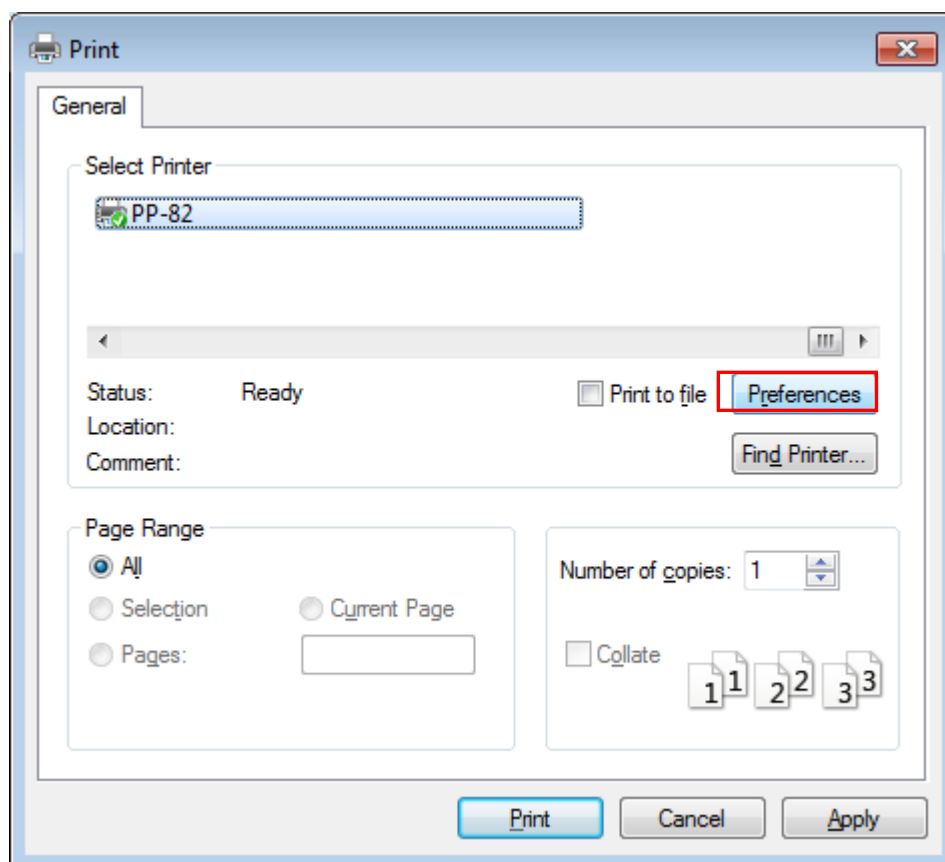 Print
General
Select Printer
PP-82
Status: Ready
Print to file
Preferences
Location:
Comment:
Find Printer...
Page Range
All
Selection
Current Page
Pages:
Number of copies: 1
Collate
1 1 2 2 3 3
Print
Cancel
Apply